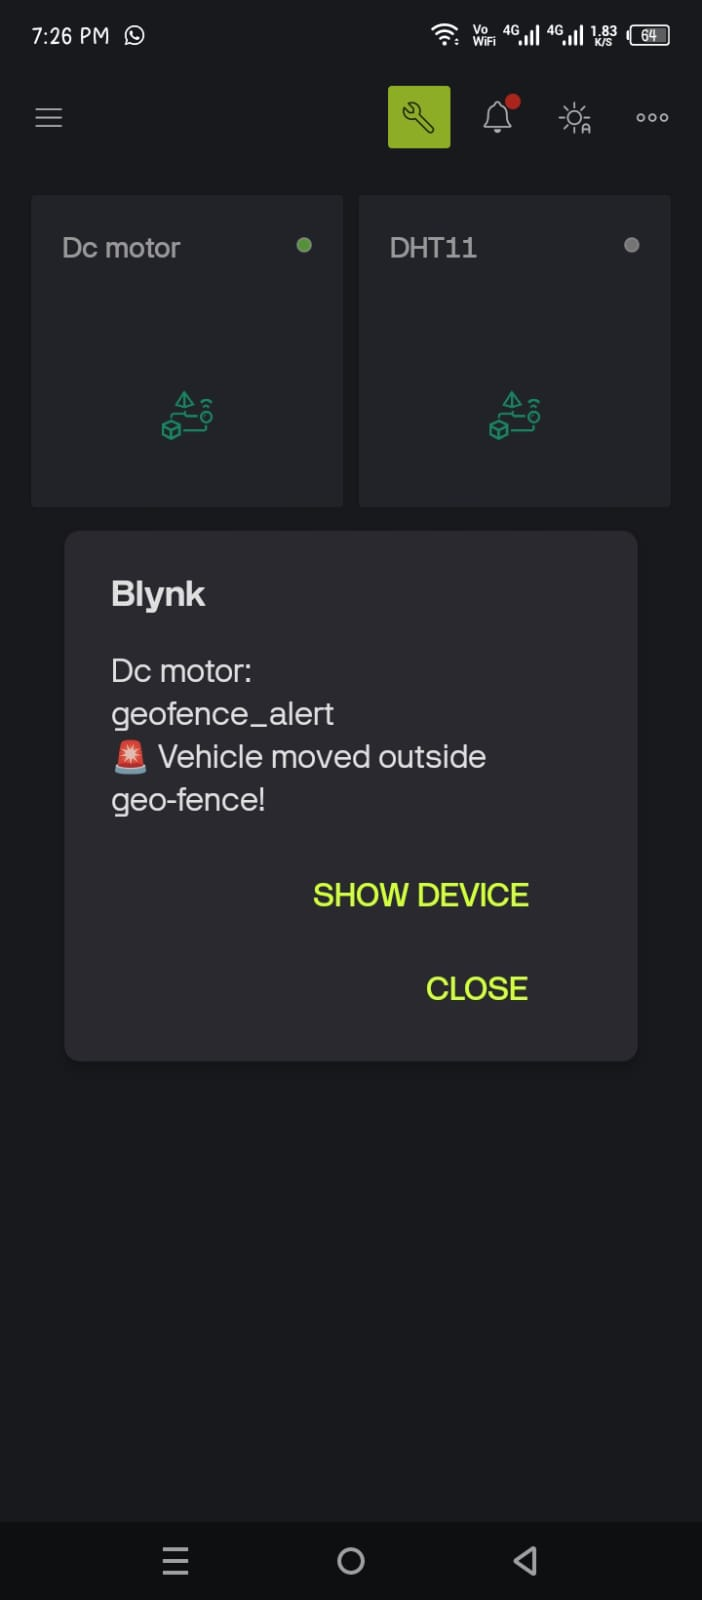 7:26 PM
Vo
WiFi
4G
4G
1.83
K/S
64
A
Dc motor
DHT11
Blynk
Dc motor:
geofence_alert
🚨 Vehicle moved outside
geo-fence!
SHOW DEVICE
CLOSE